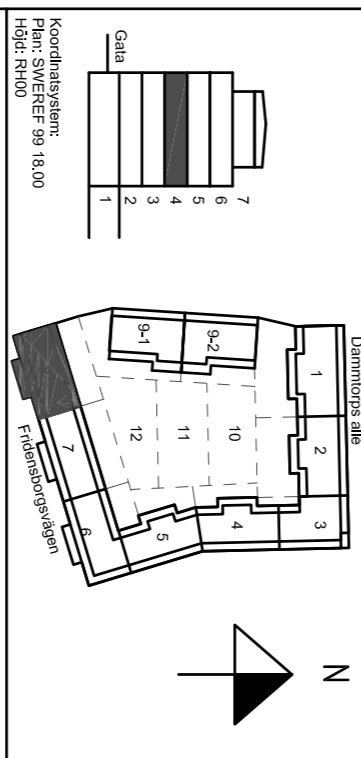 Dammtorps alle
N
1
2
3
9-1
9-2
4
10
11
12
5
7
6
Fridensborgsvägen
Gata
1
2
3
4
5
6
7
Koordinatsystem:
Plan: SWEREF 99 18.00
Höjd: RH00